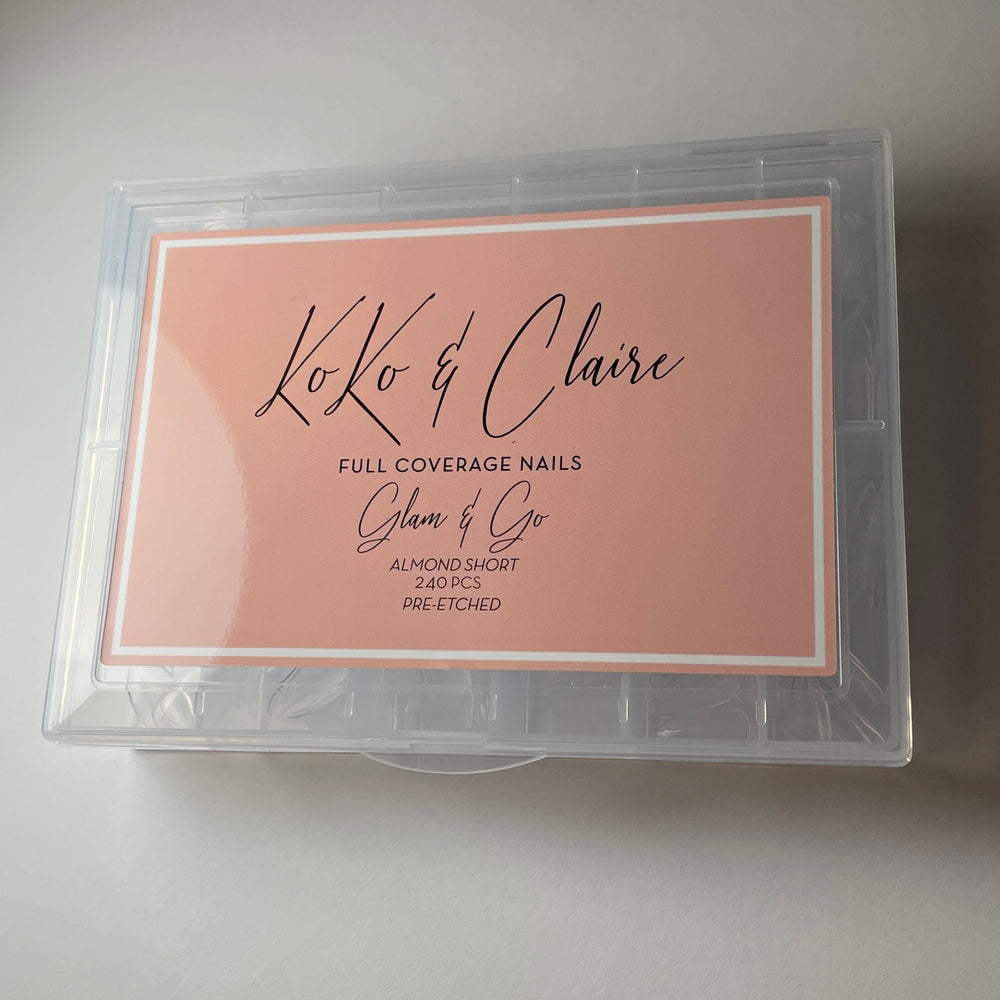 KoKo & Claire
FULL COVERAGE NAILS
Glam & Go
ALMOND SHORT
240 PCS
PRE-ETCHED